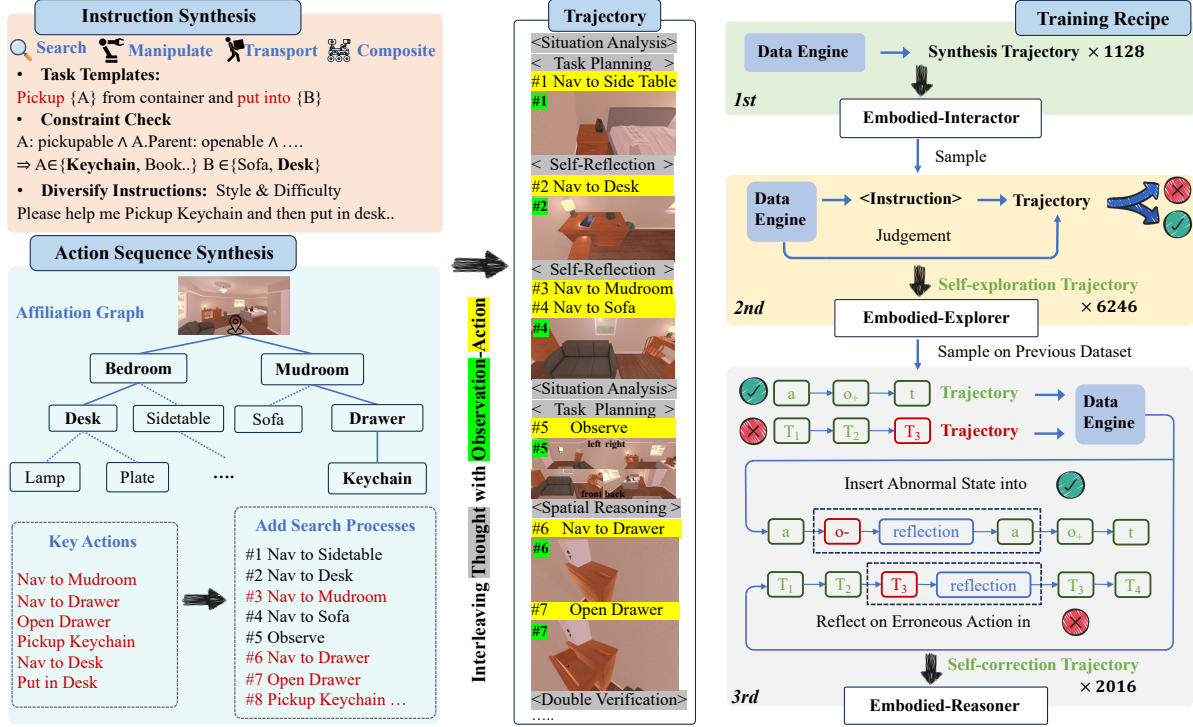 Instruction Synthesis
Search Manipulate Transport Composite
• Task Templates:
Pickup {A} from container and put into {B}
• Constraint Check
A: pickupable ∧ A.Parent: openable ∧ ….
⇒ A∈{Keychain, Book..} B ∈{Sofa, Desk}
• Diversify Instructions: Style & Difficulty
Please help me Pickup Keychain and then put in desk..
Action Sequence Synthesis
Affiliation Graph
Bedroom
Mudroom
Desk
Sidetable
Sofa
Drawer
Lamp
Plate
....
Keychain
Key Actions
Nav to Mudroom
Nav to Drawer
Open Drawer
Pickup Keychain
Nav to Desk
Put in Desk
Add Search Processes
#1 Nav to Sidetable
#2 Nav to Desk
#3 Nav to Mudroom
#4 Nav to Sofa
#5 Observe
#6 Nav to Drawer
#7 Open Drawer
#8 Pickup Keychain …
Interleaving Thought with Observation-Action
Trajectory
<Situation Analysis>
< Task Planning >
#1 Nav to Side Table
#1
< Self-Reflection >
#2 Nav to Desk
#2
< Self-Reflection >
#3 Nav to Mudroom
#4 Nav to Sofa
#4
<Situation Analysis>
< Task Planning >
#5 Observe
#5
left right
front back
<Spatial Reasoning >
#6 Nav to Drawer
#6
#7 Open Drawer
#7
<Double Verification>
.....
Training Recipe
Data Engine
Synthesis Trajectory × 1128
1st
Embodied-Interactor
Sample
Data
Engine
<Instruction>
Trajectory
Judgement
Self-exploration Trajectory
× 6246
2nd
Embodied-Explorer
Sample on Previous Dataset
a o+ t Trajectory
T1 T2 T3 Trajectory
Data
Engine
Insert Abnormal State into
a o- reflection a o+ t
T1 T2 T3 reflection T3 T4
Reflect on Erroneous Action in
Self-correction Trajectory
× 2016
3rd
Embodied-Reasoner